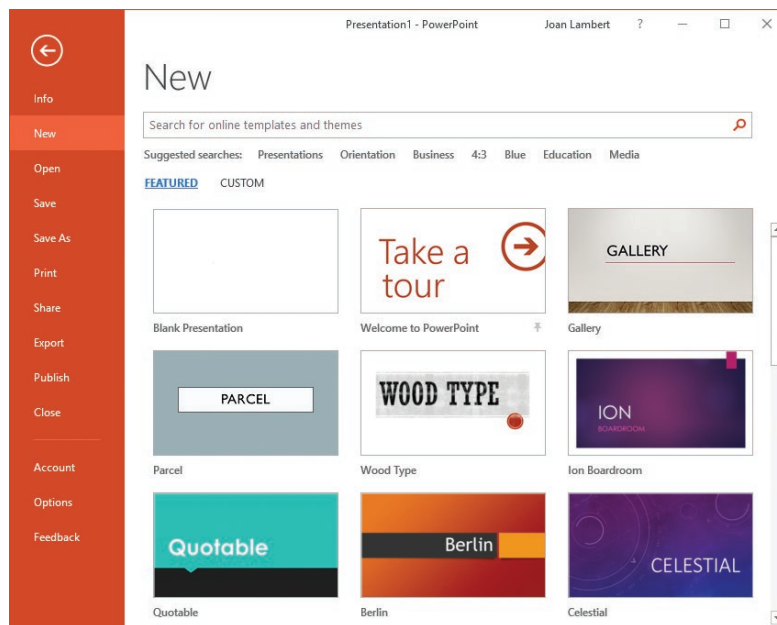 Presentation1 - PowerPoint Joan Lambert ?
Info
New
Open
Save
Save As
Print
Share
Export
Publish
Close
Account
Options
Feedback
New
Search for online templates and themes
Suggested searches: Presentations Orientation Business 4:3 Blue Education Media
FEATURED CUSTOM
Take a
tour
GALLERY
Blank Presentation Welcome to PowerPoint Gallery
PARCEL
WOOD TYPE
ION
BOARDROOM
Parcel Wood Type Ion Boardroom
Quotable
Berlin
CELESTIAL
Quotable Berlin Celestial